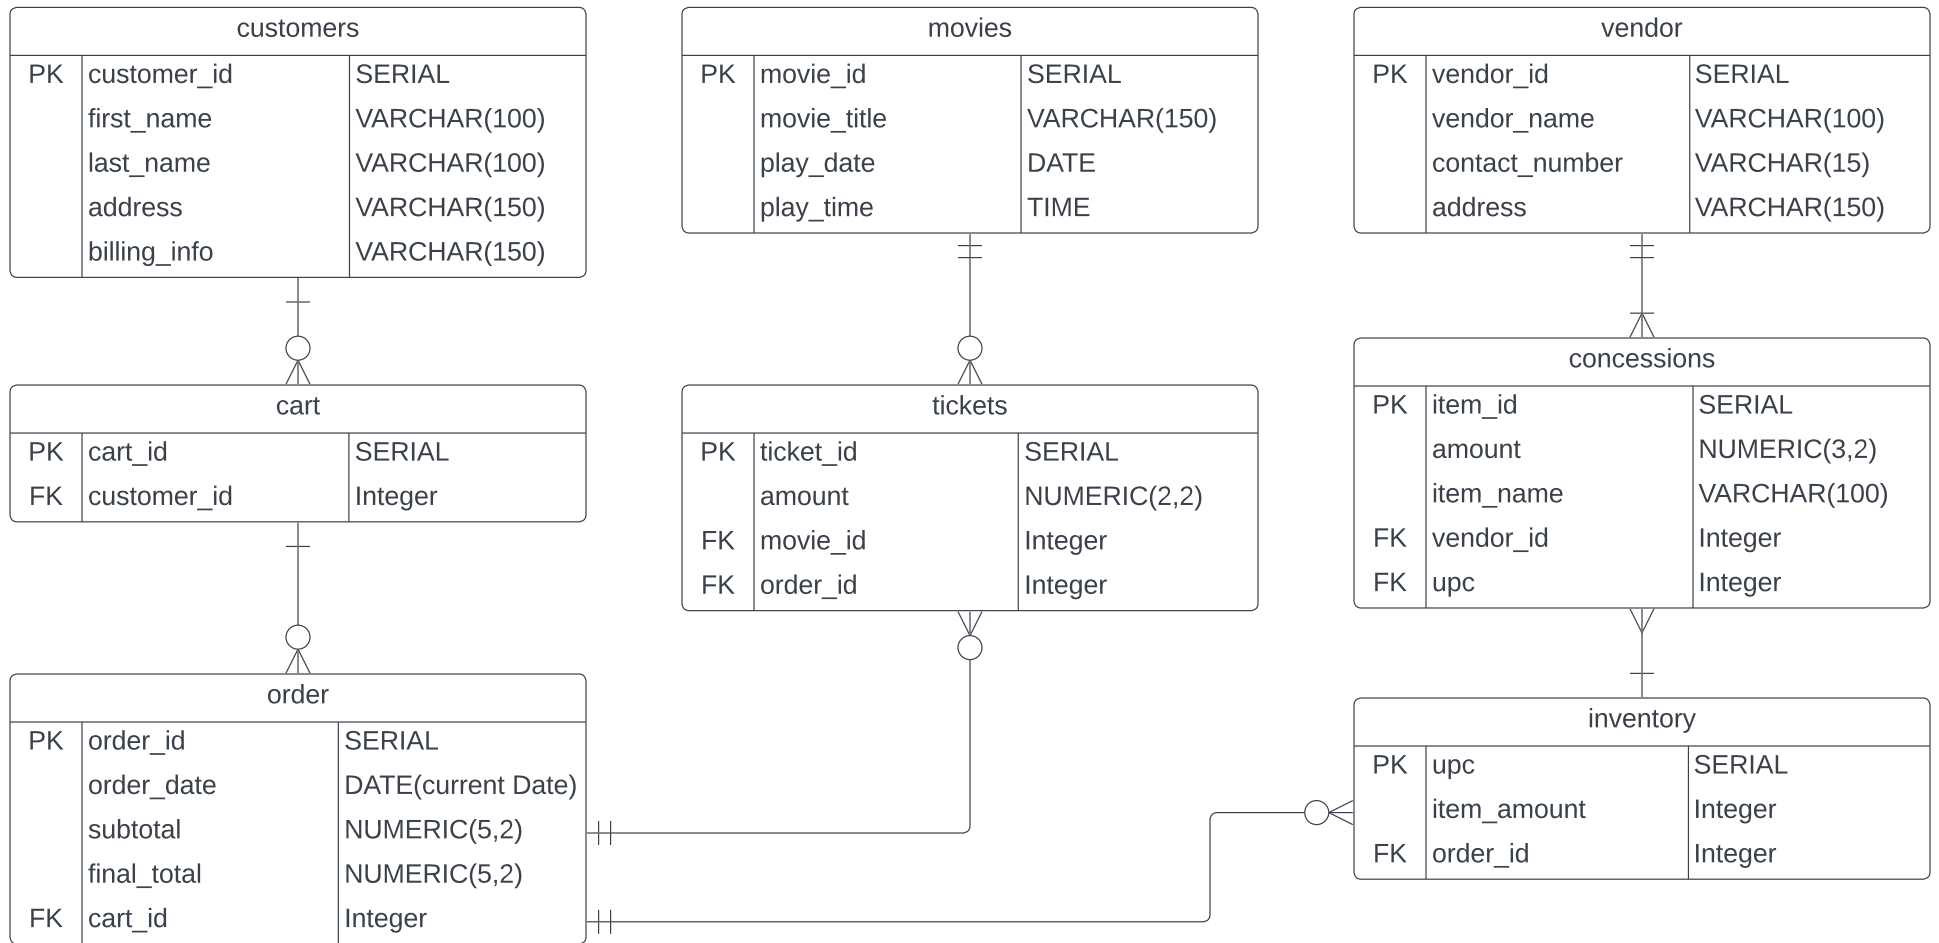 customers
PK customer_id SERIAL
first_name VARCHAR(100)
last_name VARCHAR(100)
address VARCHAR(150)
billing_info VARCHAR(150)
movies
PK movie_id SERIAL
movie_title VARCHAR(150)
play_date DATE
play_time TIME
vendor
PK vendor_id SERIAL
vendor_name VARCHAR(100)
contact_number VARCHAR(15)
address VARCHAR(150)
cart
PK cart_id SERIAL
FK customer_id Integer
tickets
PK ticket_id SERIAL
amount NUMERIC(2,2)
FK movie_id Integer
FK order_id Integer
concessions
PK item_id SERIAL
amount NUMERIC(3,2)
item_name VARCHAR(100)
FK vendor_id Integer
FK upc Integer
order
PK order_id SERIAL
order_date DATE(current Date)
subtotal NUMERIC(5,2)
final_total NUMERIC(5,2)
FK cart_id Integer
inventory
PK upc SERIAL
item_amount Integer
FK order_id Integer